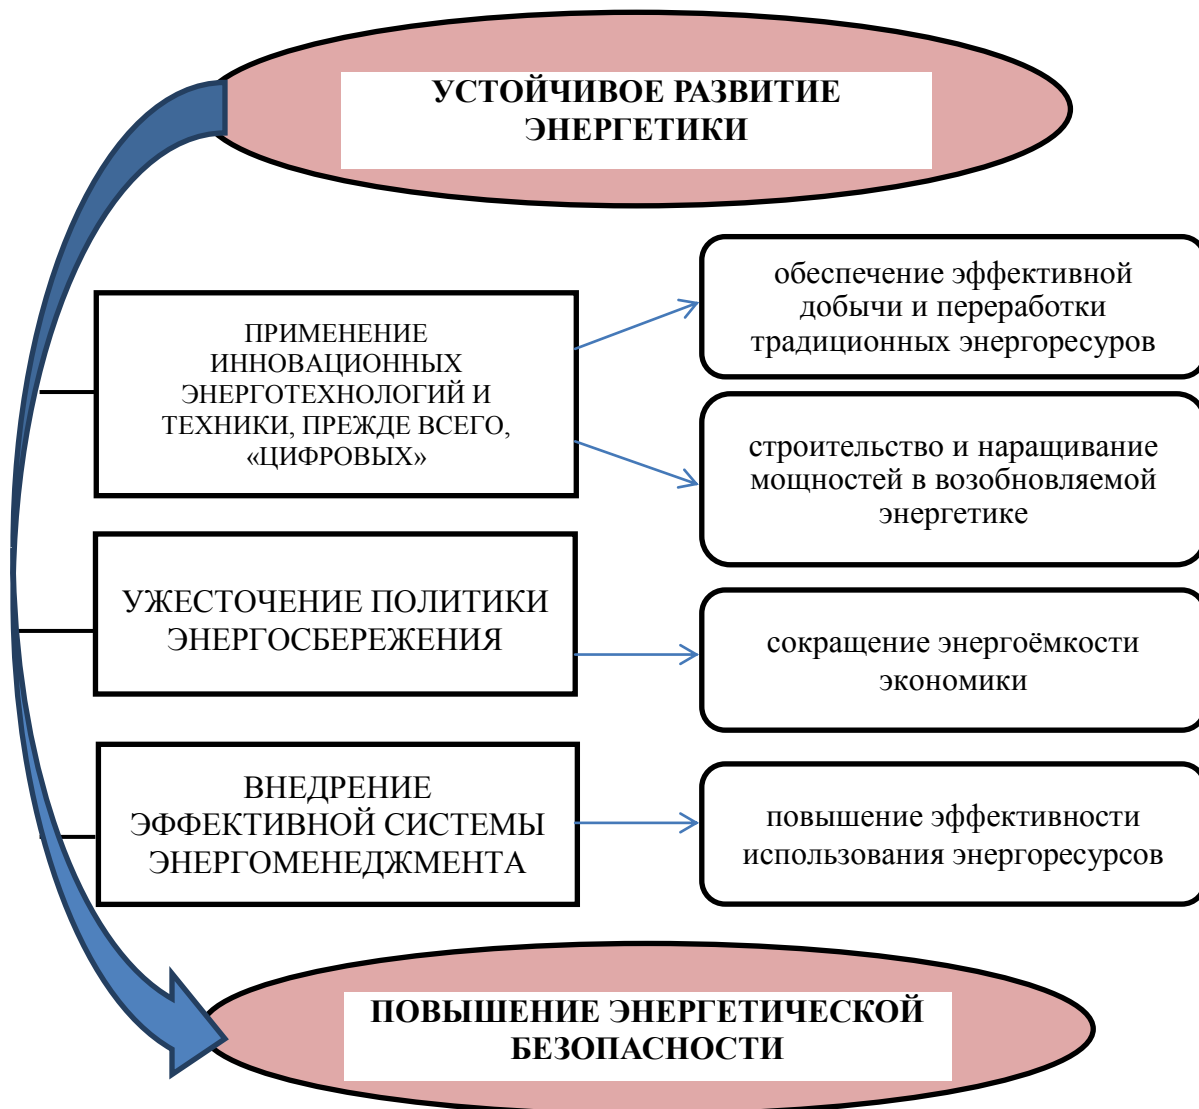 УСТОЙЧИВОЕ РАЗВИТИЕ
ЭНЕРГЕТИКИ
ПРИМЕНЕНИЕ
ИННОВАЦИОННЫХ
ЭНЕРГОТЕХНОЛОГИЙ И
ТЕХНИКИ, ПРЕЖДЕ ВСЕГО,
«ЦИФРОВЫХ»
обеспечение эффективной
добычи и переработки
традиционных энергоресуров
строительство и наращивание
мощностей в возобновляемой
энергетике
УЖЕСТОЧЕНИЕ ПОЛИТИКИ
ЭНЕРГОСБЕРЕЖЕНИЯ
сокращение энергоёмкости
экономики
ВНЕДРЕНИЕ
ЭФФЕКТИВНОЙ СИСТЕМЫ
ЭНЕРГОМЕНЕДЖМЕНТА
повышение эффективности
использования энергоресурсов
ПОВЫШЕНИЕ ЭНЕРГЕТИЧЕСКОЙ
БЕЗОПАСНОСТИ